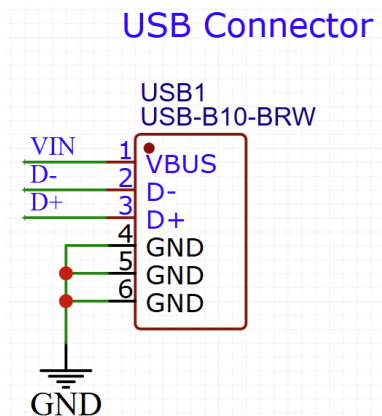 USB Connector
USB1
USB-B10-BRW
VIN 1 VBUS
D- 2 D-
D+ 3 D+
4 GND
5 GND
6 GND
GND